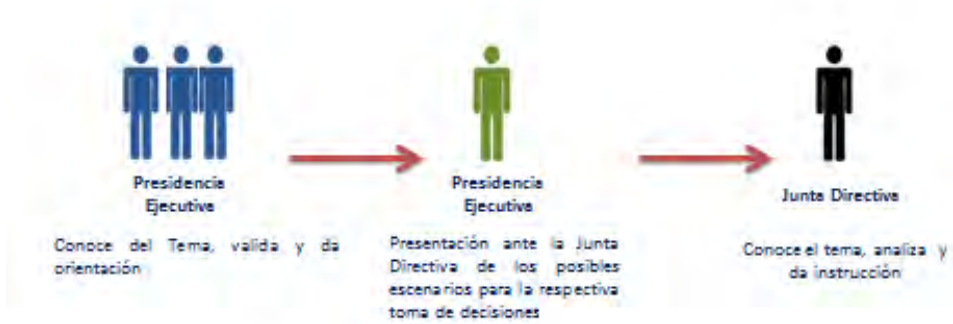 Presidencia
Ejecutiva
Conoce del Tema, valida y da
orientación
Presidencia
Ejecutiva
Presentación ante la Junta
Directiva de los posibles
escenarios para la respectiva
toma de decisiones
Junta Directiva
Conoce el tema, analiza y
da instrucción